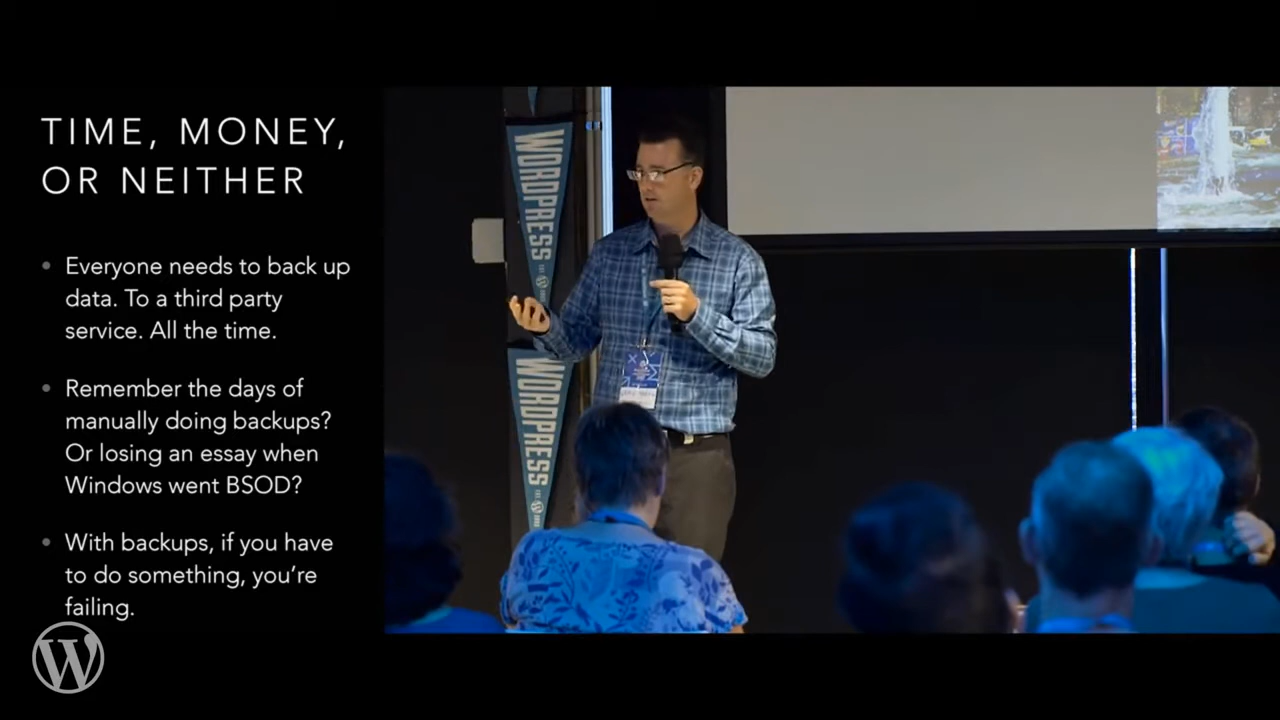 TIME, MONEY,
OR NEITHER
• Everyone needs to back up
data. To a third party
service. All the time.
• Remember the days of
manually doing backups?
Or losing an essay when
Windows went BSOD?
• With backups, if you have
to do something, you're
failing.
W
WORDPRESS
WORDPRESS